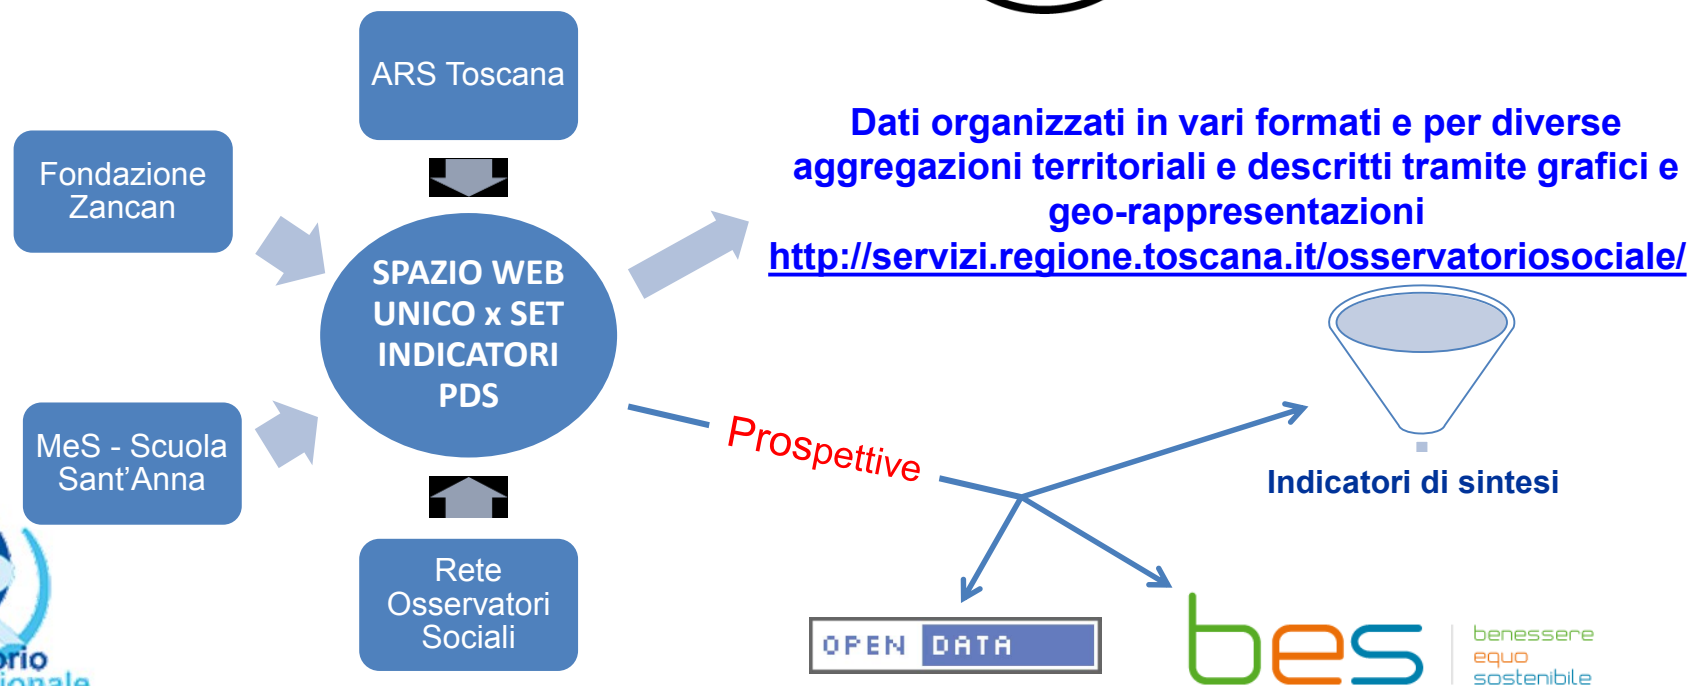 ARS Toscana
Fondazione
Zancan
Dati organizzati in vari formati e per diverse
aggregazioni territoriali e descritti tramite grafici e
geo-rappresentazioni
http://servizi.regione.toscana.it/osservatoriosociale/
SPAZIO WEB
UNICO x SET
INDICATORI
PDS
MeS - Scuola
Sant'Anna
Prospettive
Indicatori di sintesi
Rete
Osservatori
Sociali
OPEN DATA
bes
benessere
equo
sostenibile